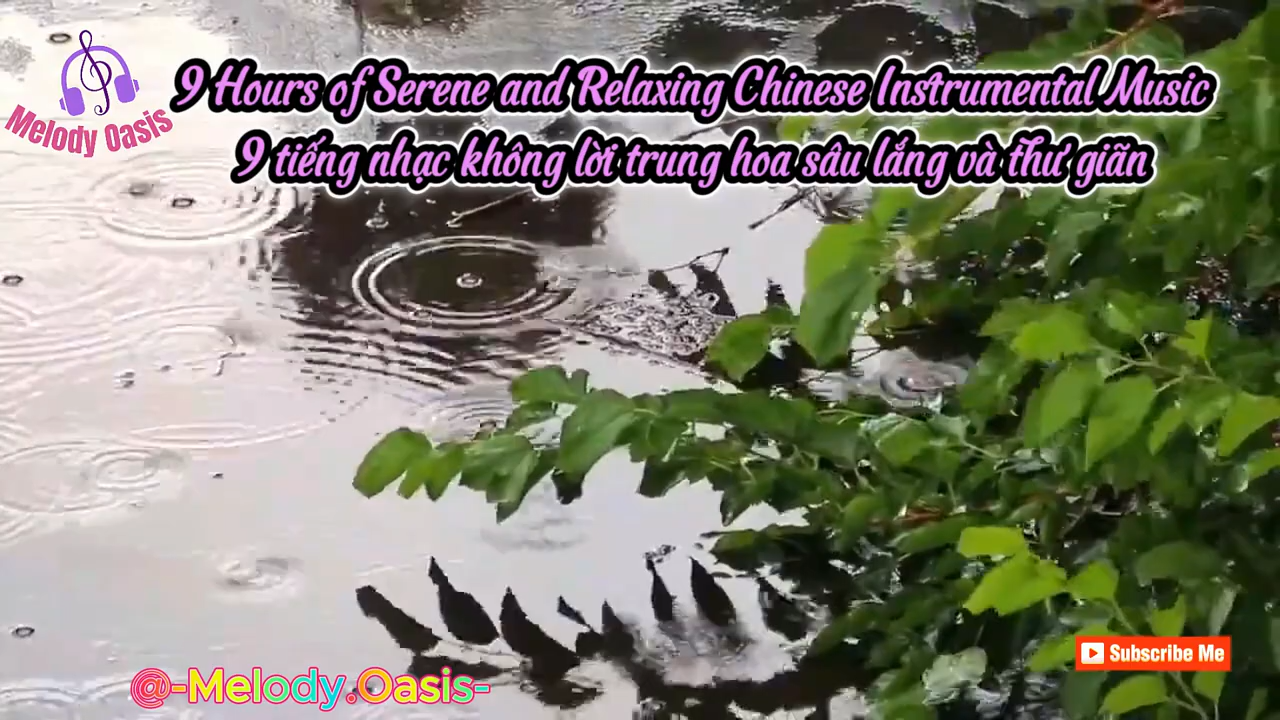 Melody Oasis
9 Hours of Serene and Relaxing Chinese Instrumental Music
9 tiếng nhạc không lời trung hoa sâu lắng và thư giãn
@-Melody.Oasis-
Subscribe Me